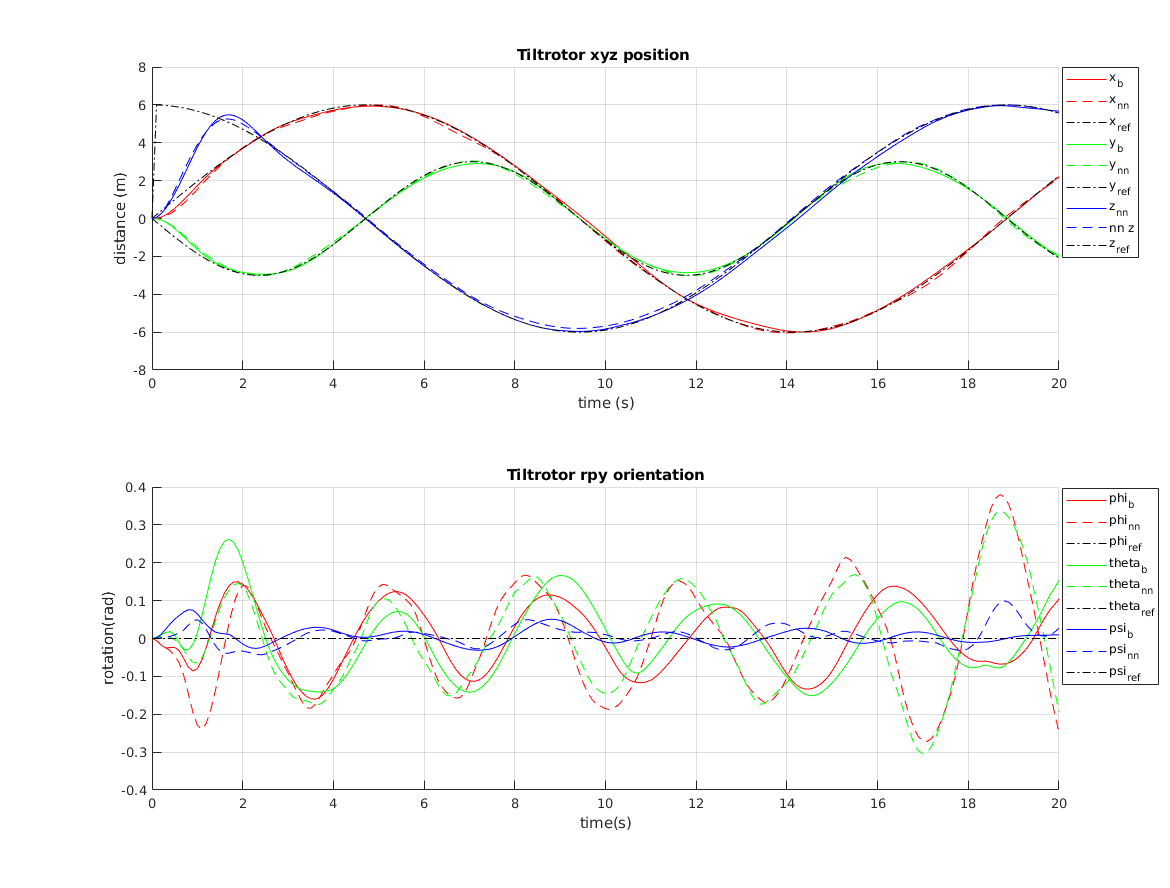 Tiltrotor xyz position
distance (m)
8
6
4
2
0
-2
-4
-6
-8
0 2 4 6 8 10 12 14 16 18 20
time (s)
x_b
x_nn
x_ref
y_b
y_nn
y_ref
z_nn
nn z
z_ref
Tiltrotor rpy orientation
rotation(rad)
0.4
0.3
0.2
0.1
0
-0.1
-0.2
-0.3
-0.4
0 2 4 6 8 10 12 14 16 18 20
time(s)
phi_b
phi_nn
phi_ref
theta_b
theta_nn
theta_ref
psi_b
psi_nn
psi_ref